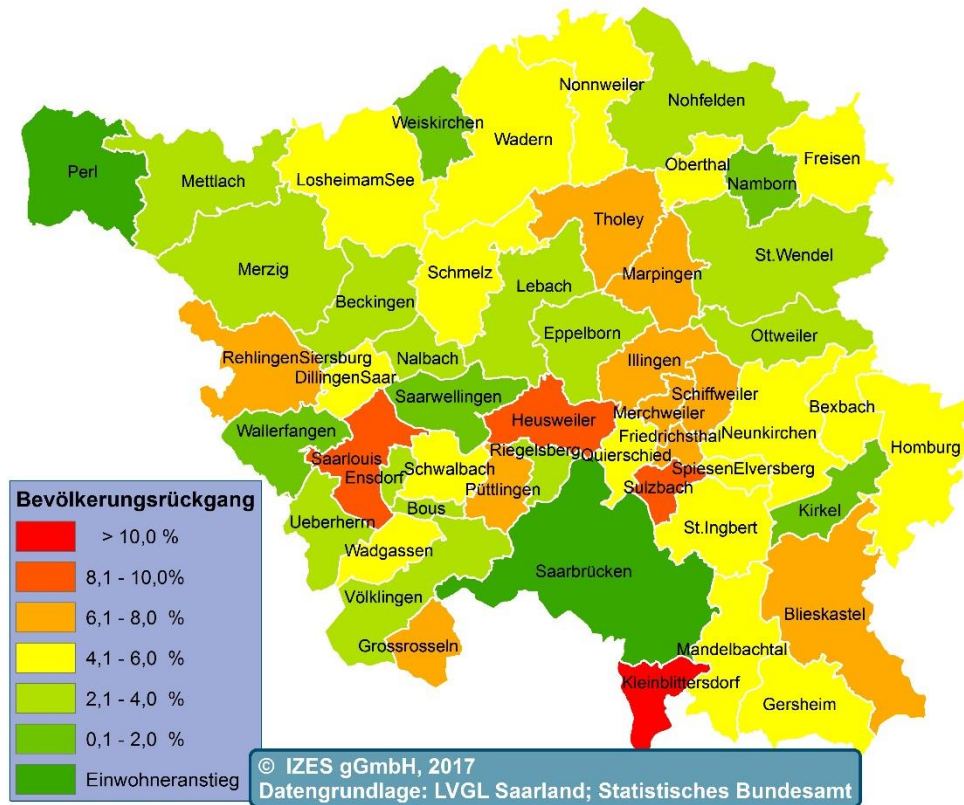 Nonnweiler
Nohfelden
Weiskirchen
Wadern
Oberthal
Freisen
Perl
Mettlach
LosheimamSee
Namborn
Tholey
Merzig
Schmelz
Marpingen
St.Wendel
Beckingen
Lebach
Eppelborn
Ottweiler
RehlingenSiersburg
Nalbach
Illingen
DillingenSaar
Saarwellingen
Schiffweiler
Merchweiler
Bexbach
Heusweiler
Wallerfangen
Friedrichsthal
Neunkirchen
Homburg
Saarlouis
Riegelsberg
Quierschied
Schwalbach
SpiesenElversberg
Ensdorf
Püttlingen
Sulzbach
Bous
Kirkel
Ueberherrn
St.Ingbert
Wadgassen
Saarbrücken
Völklingen
Blieskastel
Grossrosseln
Mandelbachtal
Kleinblittersdorf
Gersheim
Bevölkerungsrückgang
> 10,0 %
8,1 - 10,0%
6,1 - 8,0 %
4,1 - 6,0 %
2,1 - 4,0 %
0,1 - 2,0 %
Einwohneranstieg
© IZES gGmbH, 2017
Datengrundlage: LVGL Saarland; Statistisches Bundesamt